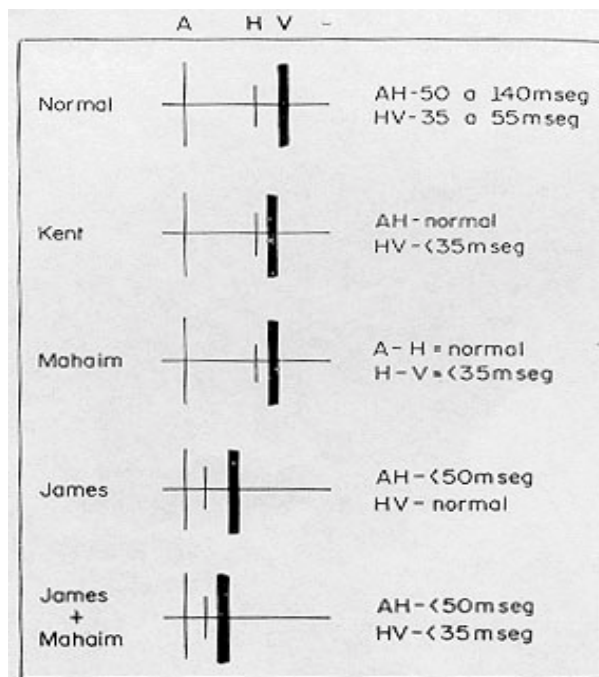 A H V -
Normal
AH-50 a 140mseg
HV-35 a 55mseg
Kent
AH-normal
HV-<35mseg
Mahaim
A-H=normal
H-V=<35mseg
James
AH-<50mseg
HV-normal
James
+
Mahaim
AH-<50mseg
HV-<35mseg